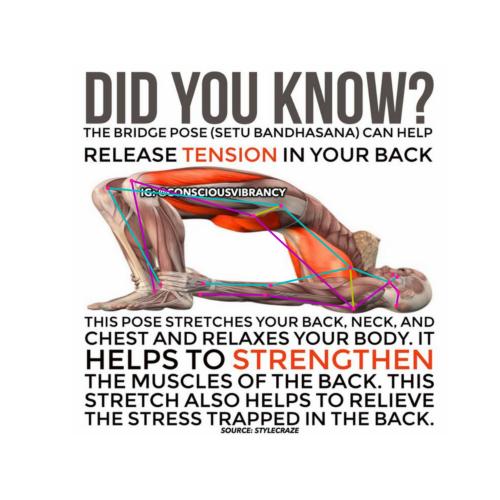 DID YOU KNOW?
THE BRIDGE POSE (SETU BANDHASANA) CAN HELP
RELEASE TENSION IN YOUR BACK
IG: @CONSCIOUSVIBRANCY
THIS POSE STRETCHES YOUR BACK, NECK, AND
CHEST AND RELAXES YOUR BODY. IT
HELPS TO STRENGTHEN
THE MUSCLES OF THE BACK. THIS
STRETCH ALSO HELPS TO RELIEVE
THE STRESS TRAPPED IN THE BACK.
SOURCE: STYLECRAZE